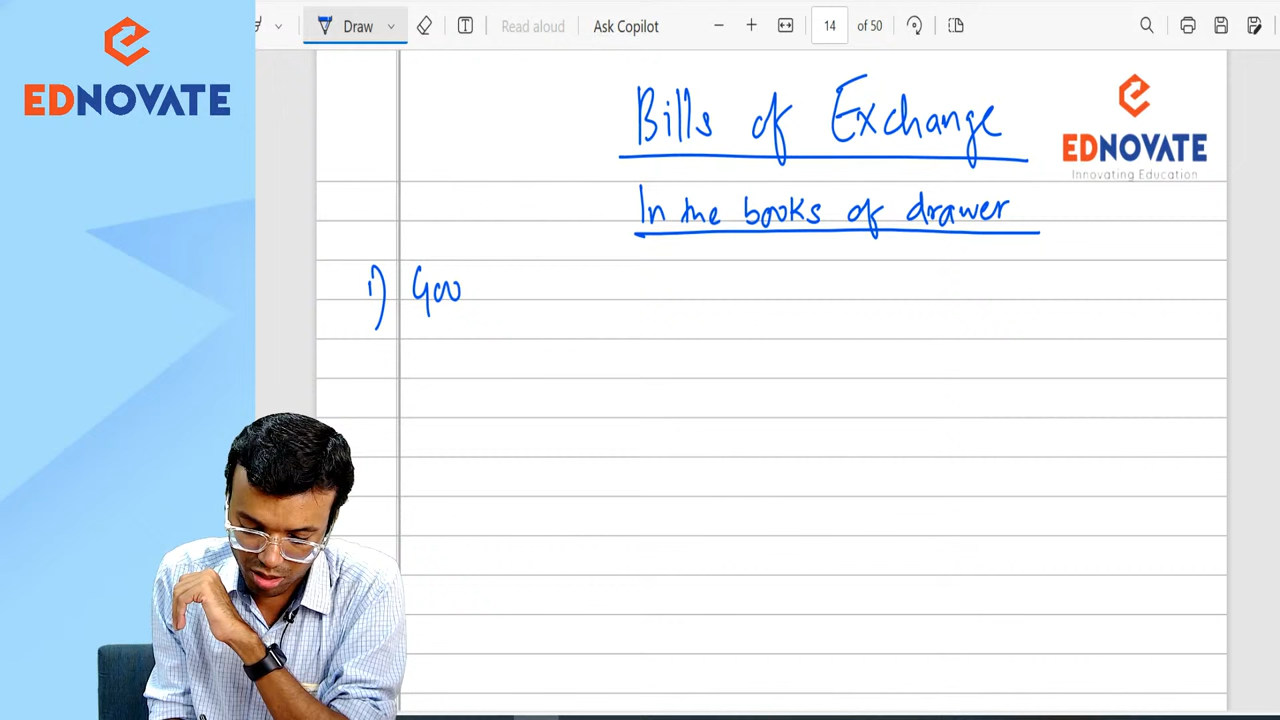 Draw
Read aloud
Ask Copilot
14 of 50
EDNOVATE
Bills of Exchange
EDNOVATE
Innovating Education
In the books of drawer
i) Goo